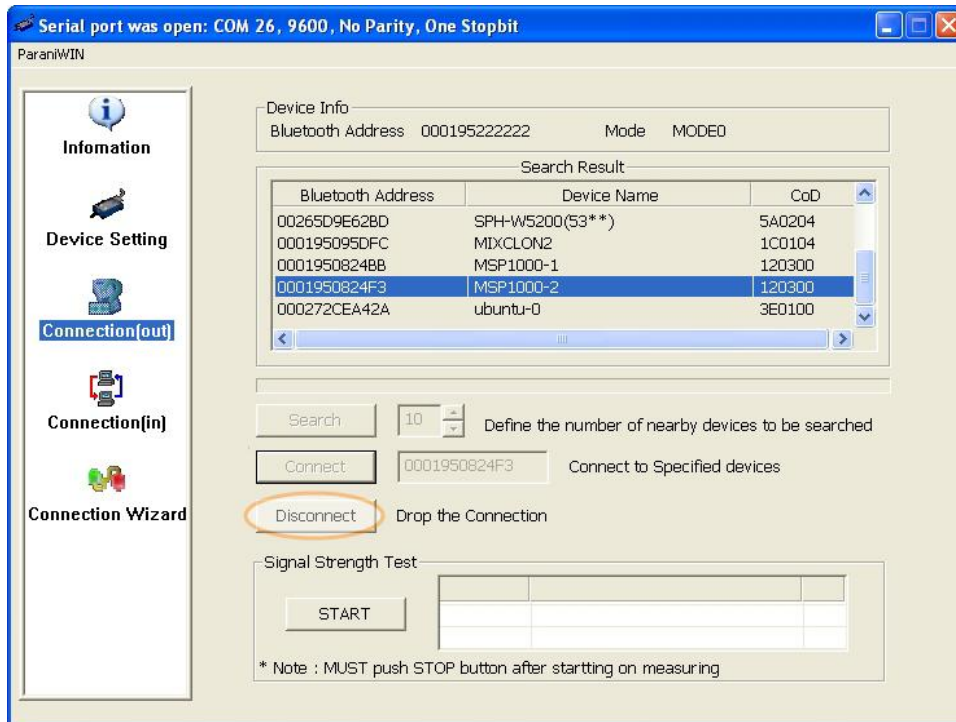 Serial port was open: COM 26, 9600, No Parity, One Stopbit
ParaniWIN
Infomation
Device Setting
Connection(out)
Connection(in)
Connection Wizard
Device Info
Bluetooth Address 000195222222 Mode MODE0
Search Result
Bluetooth Address Device Name CoD
00265D9E62BD SPH-W5200(53**) 5A0204
000195095DFC MIXCLON2 1C0104
0001950824BB MSP1000-1 120300
0001950824F3 MSP1000-2 120300
000272CEA42A ubuntu-0 3E0100
Search 10 Define the number of nearby devices to be searched
Connect 0001950824F3 Connect to Specified devices
Disconnect Drop the Connection
Signal Strength Test
START
* Note : MUST push STOP button after startting on measuring